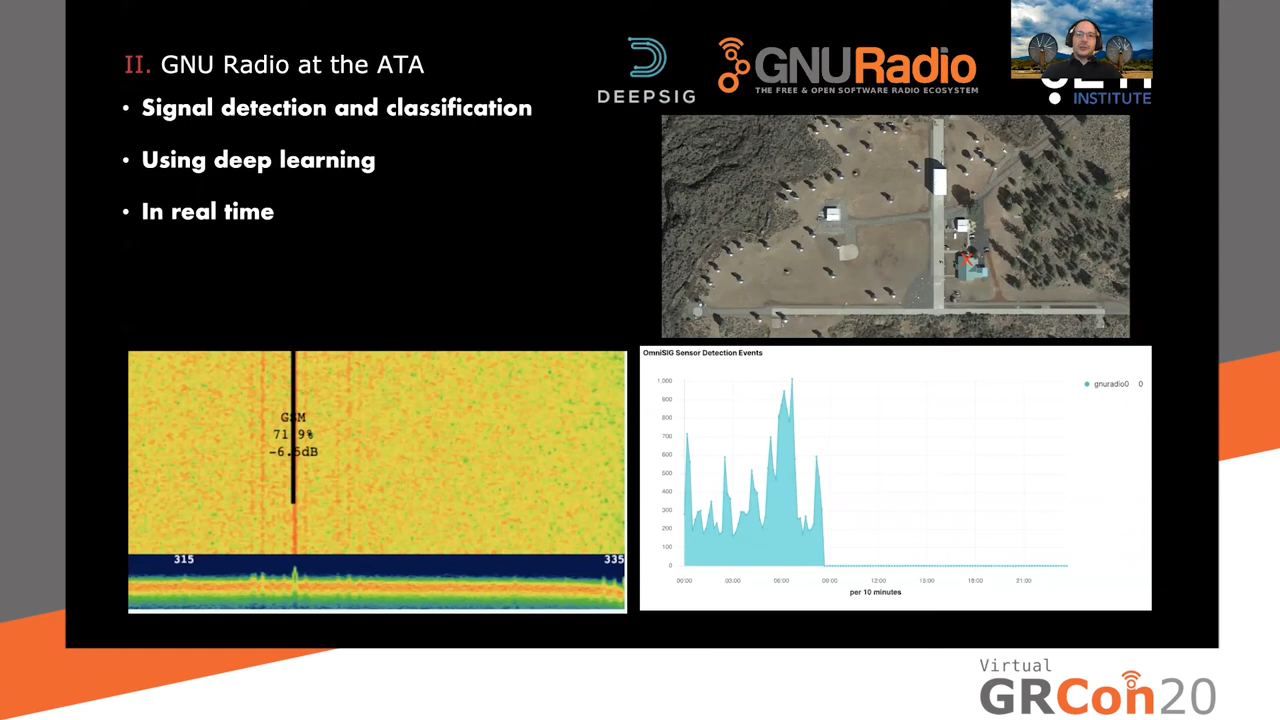 II. GNU Radio at the ATA
• Signal detection and classification
• Using deep learning
• In real time
DEEPSIG
GNURadio
THE FREE & OPEN SOFTWARE RADIO ECOSYSTEM
INSTITUTE
X
GSM
-6.5dB
315
335
OmniSIG Sensor Detection Events
gnuradio0 0
1,000
900
800
700
600
500
400
300
200
100
0
00:00 03:00 06:00 09:00 12:00 15:00 18:00 21:00
per 10 minutes
Virtual
GRCon20